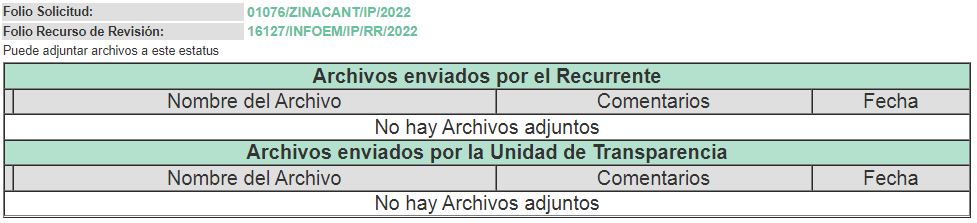 Folio Solicitud: 01076/ZINACANT/IP/2022
Folio Recurso de Revisión: 16127/INFOEM/IP/RR/2022
Puede adjuntar archivos a este estatus
Archivos enviados por el Recurrente
Nombre del Archivo Comentarios Fecha
No hay Archivos adjuntos
Archivos enviados por la Unidad de Transparencia
Nombre del Archivo Comentarios Fecha
No hay Archivos adjuntos